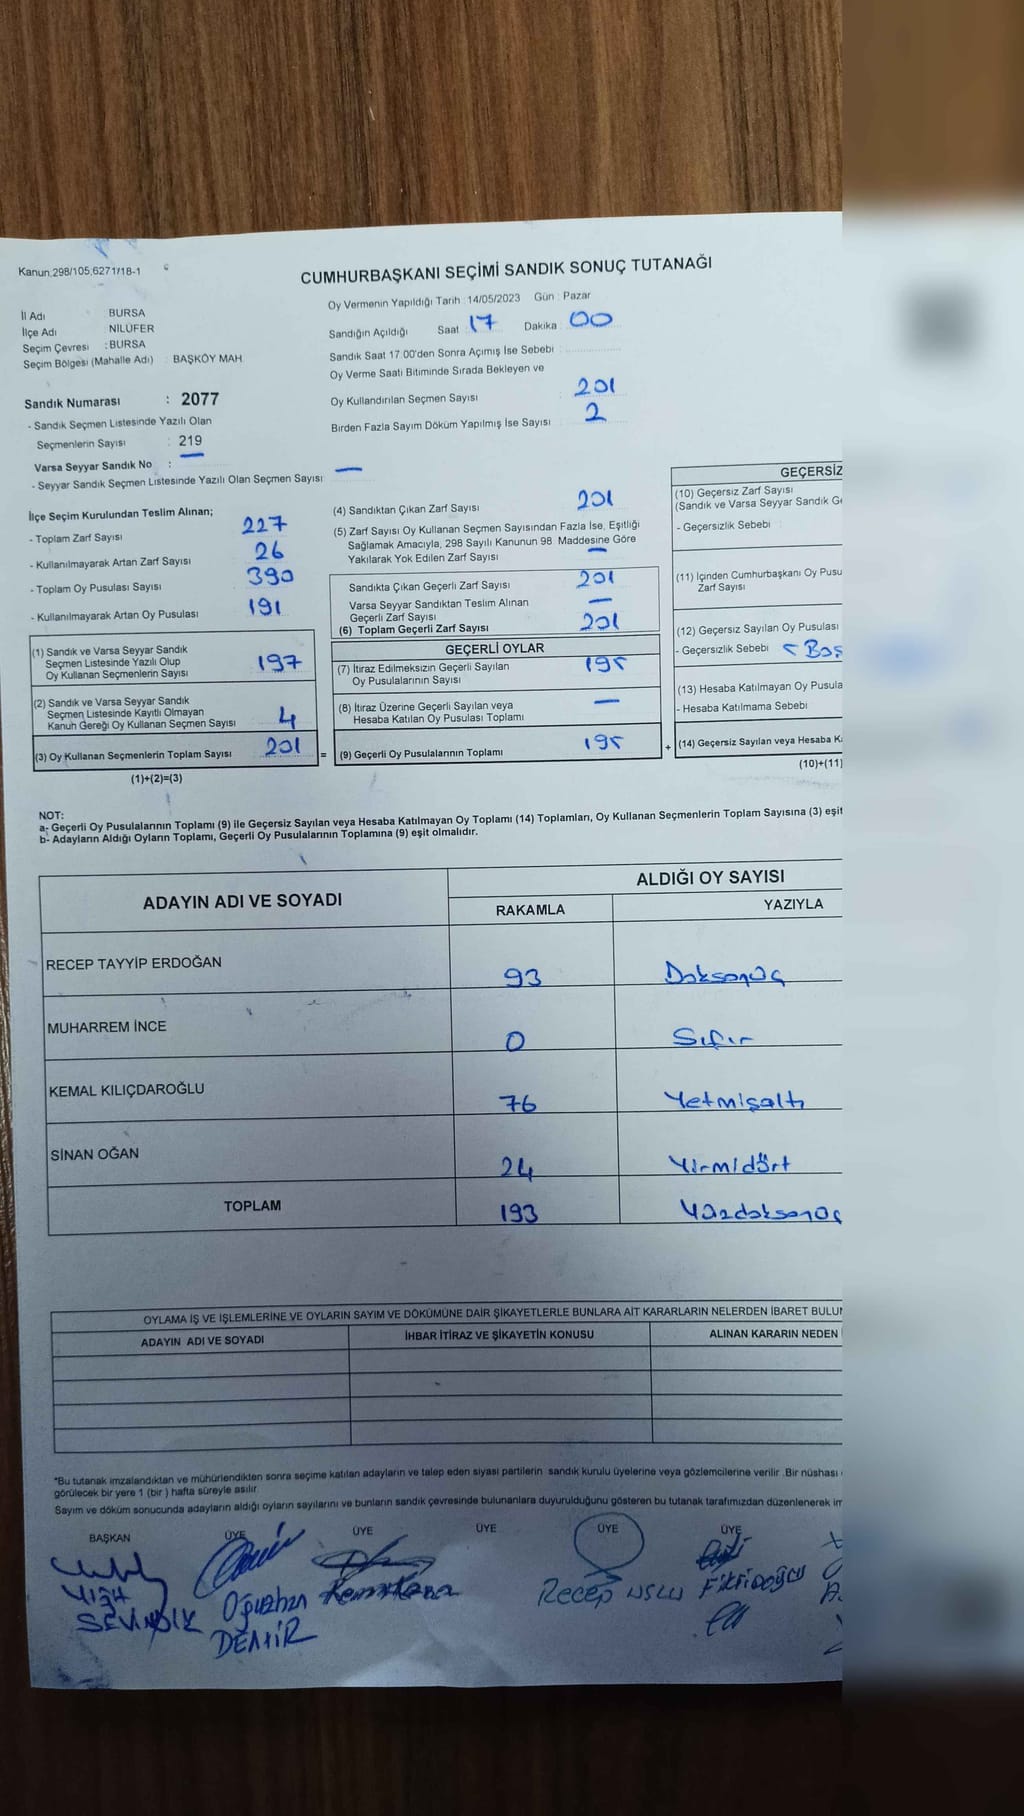 Kanun:298/105,6271/18-1
CUMHURBAŞKANI SEÇİMİ SANDIK SONUÇ TUTANAĞI
İl Adı BURSA
İlçe Adı NİLÜFER
Seçim Çevresi :BURSA
Seçim Bölgesi (Mahalle Adı) : BAŞKÖY MAH
Oy Vermenin Yapıldığı Tarih :14/05/2023 Gün : Pazar
Sandığın Açıldığı Saat : 17 Dakika : 00
Sandık Saat 17.00'den Sonra Açımış İse Sebebi :
Oy Verme Saati Bitiminde Sırada Bekleyen ve
Oy Kullandırılan Seçmen Sayısı : 201
Birden Fazla Sayım Döküm Yapılmış İse Sayısı : 2
Sandık Numarası : 2077
- Sandık Seçmen Listesinde Yazılı Olan
Seçmenlerin Sayısı : 219
Varsa Seyyar Sandık No : —
- Seyyar Sandık Seçmen Listesinde Yazılı Olan Seçmen Sayısı: —
İlçe Seçim Kurulundan Teslim Alınan;
- Toplam Zarf Sayısı 227
- Kullanılmayarak Artan Zarf Sayısı 26
- Toplam Oy Pusulası Sayısı 390
- Kullanılmayarak Artan Oy Pusulası 191
(1) Sandık ve Varsa Seyyar Sandık
Seçmen Listesinde Yazılı Olup
Oy Kullanan Seçmenlerin Sayısı 197
(2) Sandık ve Varsa Seyyar Sandık
Seçmen Listesinde Kayıtlı Olmayan
Kanun Gereği Oy Kullanan Seçmen Sayısı 4
(3) Oy Kullanan Seçmenlerin Toplam Sayısı 201
(1)+(2)=(3)
(4) Sandıktan Çıkan Zarf Sayısı 201
(5) Zarf Sayısı Oy Kullanan Seçmen Sayısından Fazla İse, Eşitliği
Sağlamak Amacıyla, 298 Sayılı Kanunun 98 Maddesine Göre
Yakılarak Yok Edilen Zarf Sayısı —
Sandıkta Çıkan Geçerli Zarf Sayısı 201
Varsa Seyyar Sandıktan Teslim Alınan
Geçerli Zarf Sayısı —
(6) Toplam Geçerli Zarf Sayısı 201
GEÇERLİ OYLAR
(7) İtiraz Edilmeksizin Geçerli Sayılan
Oy Pusulalarının Sayısı 195
(8) İtiraz Üzerine Geçerli Sayılan veya
Hesaba Katılan Oy Pusulası Toplamı —
= (9) Geçerli Oy Pusulalarının Toplamı 195
GEÇERSİZ
(10) Geçersiz Zarf Sayısı
(Sandık ve Varsa Seyyar Sandık Ge
- Geçersizlik Sebebi
(11) İçinden Cumhurbaşkanı Oy Pusu
Zarf Sayısı
(12) Geçersiz Sayılan Oy Pusulası
- Geçersizlik Sebebi
(13) Hesaba Katılmayan Oy Pusula
- Hesaba Katılmama Sebebi
+ (14) Geçersiz Sayılan veya Hesaba Ka
(10)+(11)
NOT:
a- Geçerli Oy Pusulalarının Toplamı (9) ile Geçersiz Sayılan veya Hesaba Katılmayan Oy Toplamı (14) Toplamları, Oy Kullanan Seçmenlerin Toplam Sayısına (3) eşit
b- Adayların Aldığı Oyların Toplamı, Geçerli Oy Pusulalarının Toplamına (9) eşit olmalıdır.
ADAYIN ADI VE SOYADI ALDIĞI OY SAYISI
RAKAMLA YAZIYLA
RECEP TAYYİP ERDOĞAN 93 Doksanüç
MUHARREM İNCE 0 Sıfır
KEMAL KILIÇDAROĞLU 76 Yetmişaltı
SİNAN OĞAN 24 Yirmidört
TOPLAM 193 Yüzdoksanüç
OYLAMA İŞ VE İŞLEMLERİNE VE OYLARIN SAYIM VE DÖKÜMÜNE DAİR ŞİKAYETLERLE BUNLARA AİT KARARLARIN NELERDEN İBARET BULUN
ADAYIN ADI VE SOYADI İHBAR İTİRAZ VE ŞİKAYETİN KONUSU ALINAN KARARIN NEDEN
*Bu tutanak imzalandıktan ve mühürlendikten sonra seçime katılan adayların ve talep eden siyasi partilerin sandık kurulu üyelerine veya gözlemcilerine verilir. Bir nüshası
görülecek bir yere 1 (bir) hafta süreyle asılır.
Sayım ve döküm sonucunda adayların aldığı oyların sayılarını ve bunların sandık çevresinde bulunanlara duyurulduğunu gösteren bu tutanak tarafımızdan düzenlenerek im
BAŞKAN ÜYE ÜYE ÜYE ÜYE ÜYE
SEVİNDİK Oğuzhan DEMİR Recep USLU